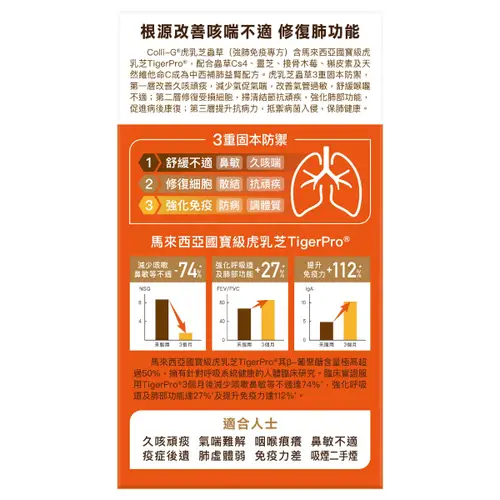 根源改善咳喘不適 修復肺功能
Colli-G®虎乳芝蟲草（強肺免疫專方）含馬來西亞國寶級虎
乳芝TigerPro®，配合蟲草Cs4、靈芝、接骨木莓、槲皮素及天
然維他命C成為中西補肺益腎配方。虎乳芝蟲草3重固本防禦，
第一層改善久咳頑痰，減少氣促氣喘，改善氣管過敏，舒緩喉嚨
不適；第二層修復受損細胞，掃清結節抗頑疾，強化肺部功能，
促進病後康復；第三層提升抗病力，抵禦病菌入侵，保肺健康。
3重固本防禦
1 舒緩不適 鼻敏 久咳喘
2 修復細胞 散結 抗頑疾
3 強化免疫 防病 調體質
馬來西亞國寶級虎乳芝TigerPro®
減少咳嗽
鼻敏等不適 -74%
強化呼吸道
及肺部功能 +27%
提升
免疫力 +112%
NSQ
8
4
0
未服用 3個月
FEV/FVC
80
40
0
未服用 3個月
IgA
10
5
0
未服用 3個月
馬來西亞國寶級虎乳芝TigerPro®其β-葡聚醣含量極高超
過50%，擁有針對呼吸系統健康的人體臨床研究。臨床實證服
用TigerPro®3個月後減少咳嗽鼻敏等不適達74%，強化呼吸
道及肺部功能達27%及提升免疫力達112%。
適合人士
久咳頑痰 氣喘難解 咽喉痕癢 鼻敏不適
疫症後遺 肺虛體弱 免疫力差 吸煙二手煙